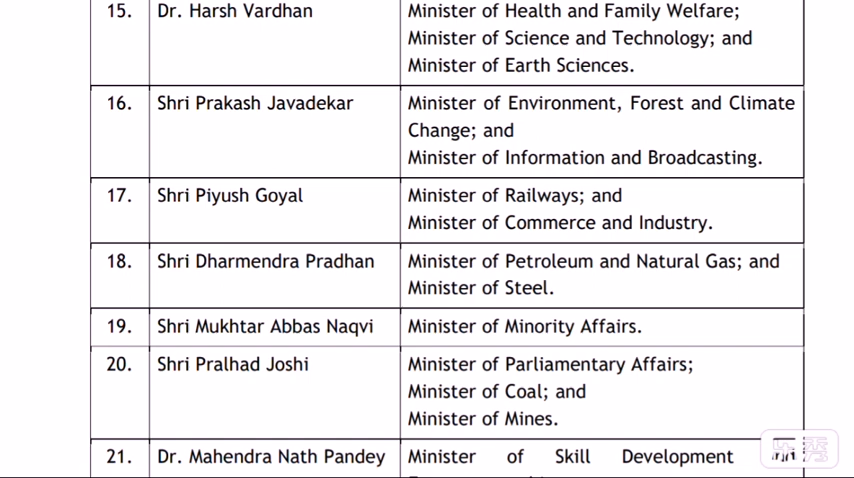 15. Dr. Harsh Vardhan Minister of Health and Family Welfare;
Minister of Science and Technology; and
Minister of Earth Sciences.
16. Shri Prakash Javadekar Minister of Environment, Forest and Climate
Change; and
Minister of Information and Broadcasting.
17. Shri Piyush Goyal Minister of Railways; and
Minister of Commerce and Industry.
18. Shri Dharmendra Pradhan Minister of Petroleum and Natural Gas; and
Minister of Steel.
19. Shri Mukhtar Abbas Naqvi Minister of Minority Affairs.
20. Shri Pralhad Joshi Minister of Parliamentary Affairs;
Minister of Coal; and
Minister of Mines.
21. Dr. Mahendra Nath Pandey Minister of Skill Development